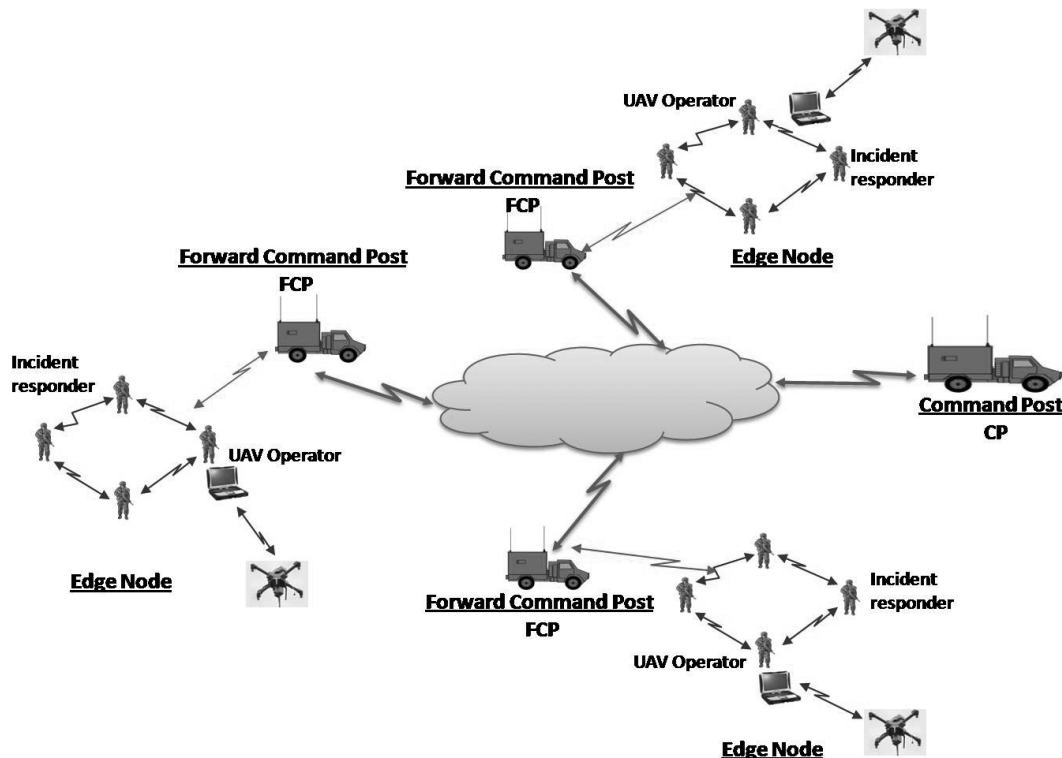 UAV Operator
Incident
responder
Forward Command Post
FCP
Edge Node
Forward Command Post
FCP
Incident
responder
UAV Operator
Edge Node
Command Post
CP
Forward Command Post
FCP
Incident
responder
UAV Operator
Edge Node